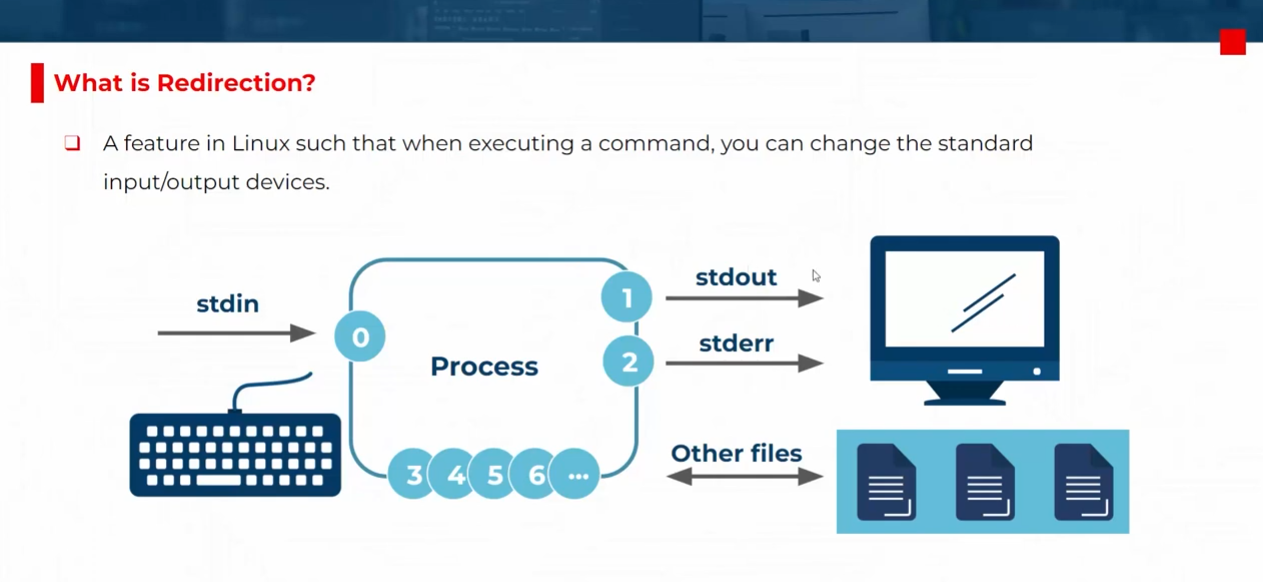 What is Redirection?
A feature in Linux such that when executing a command, you can change the standard
input/output devices.
stdin
0
Process
1
stdout
2
stderr
3
4
5
6
...
Other files